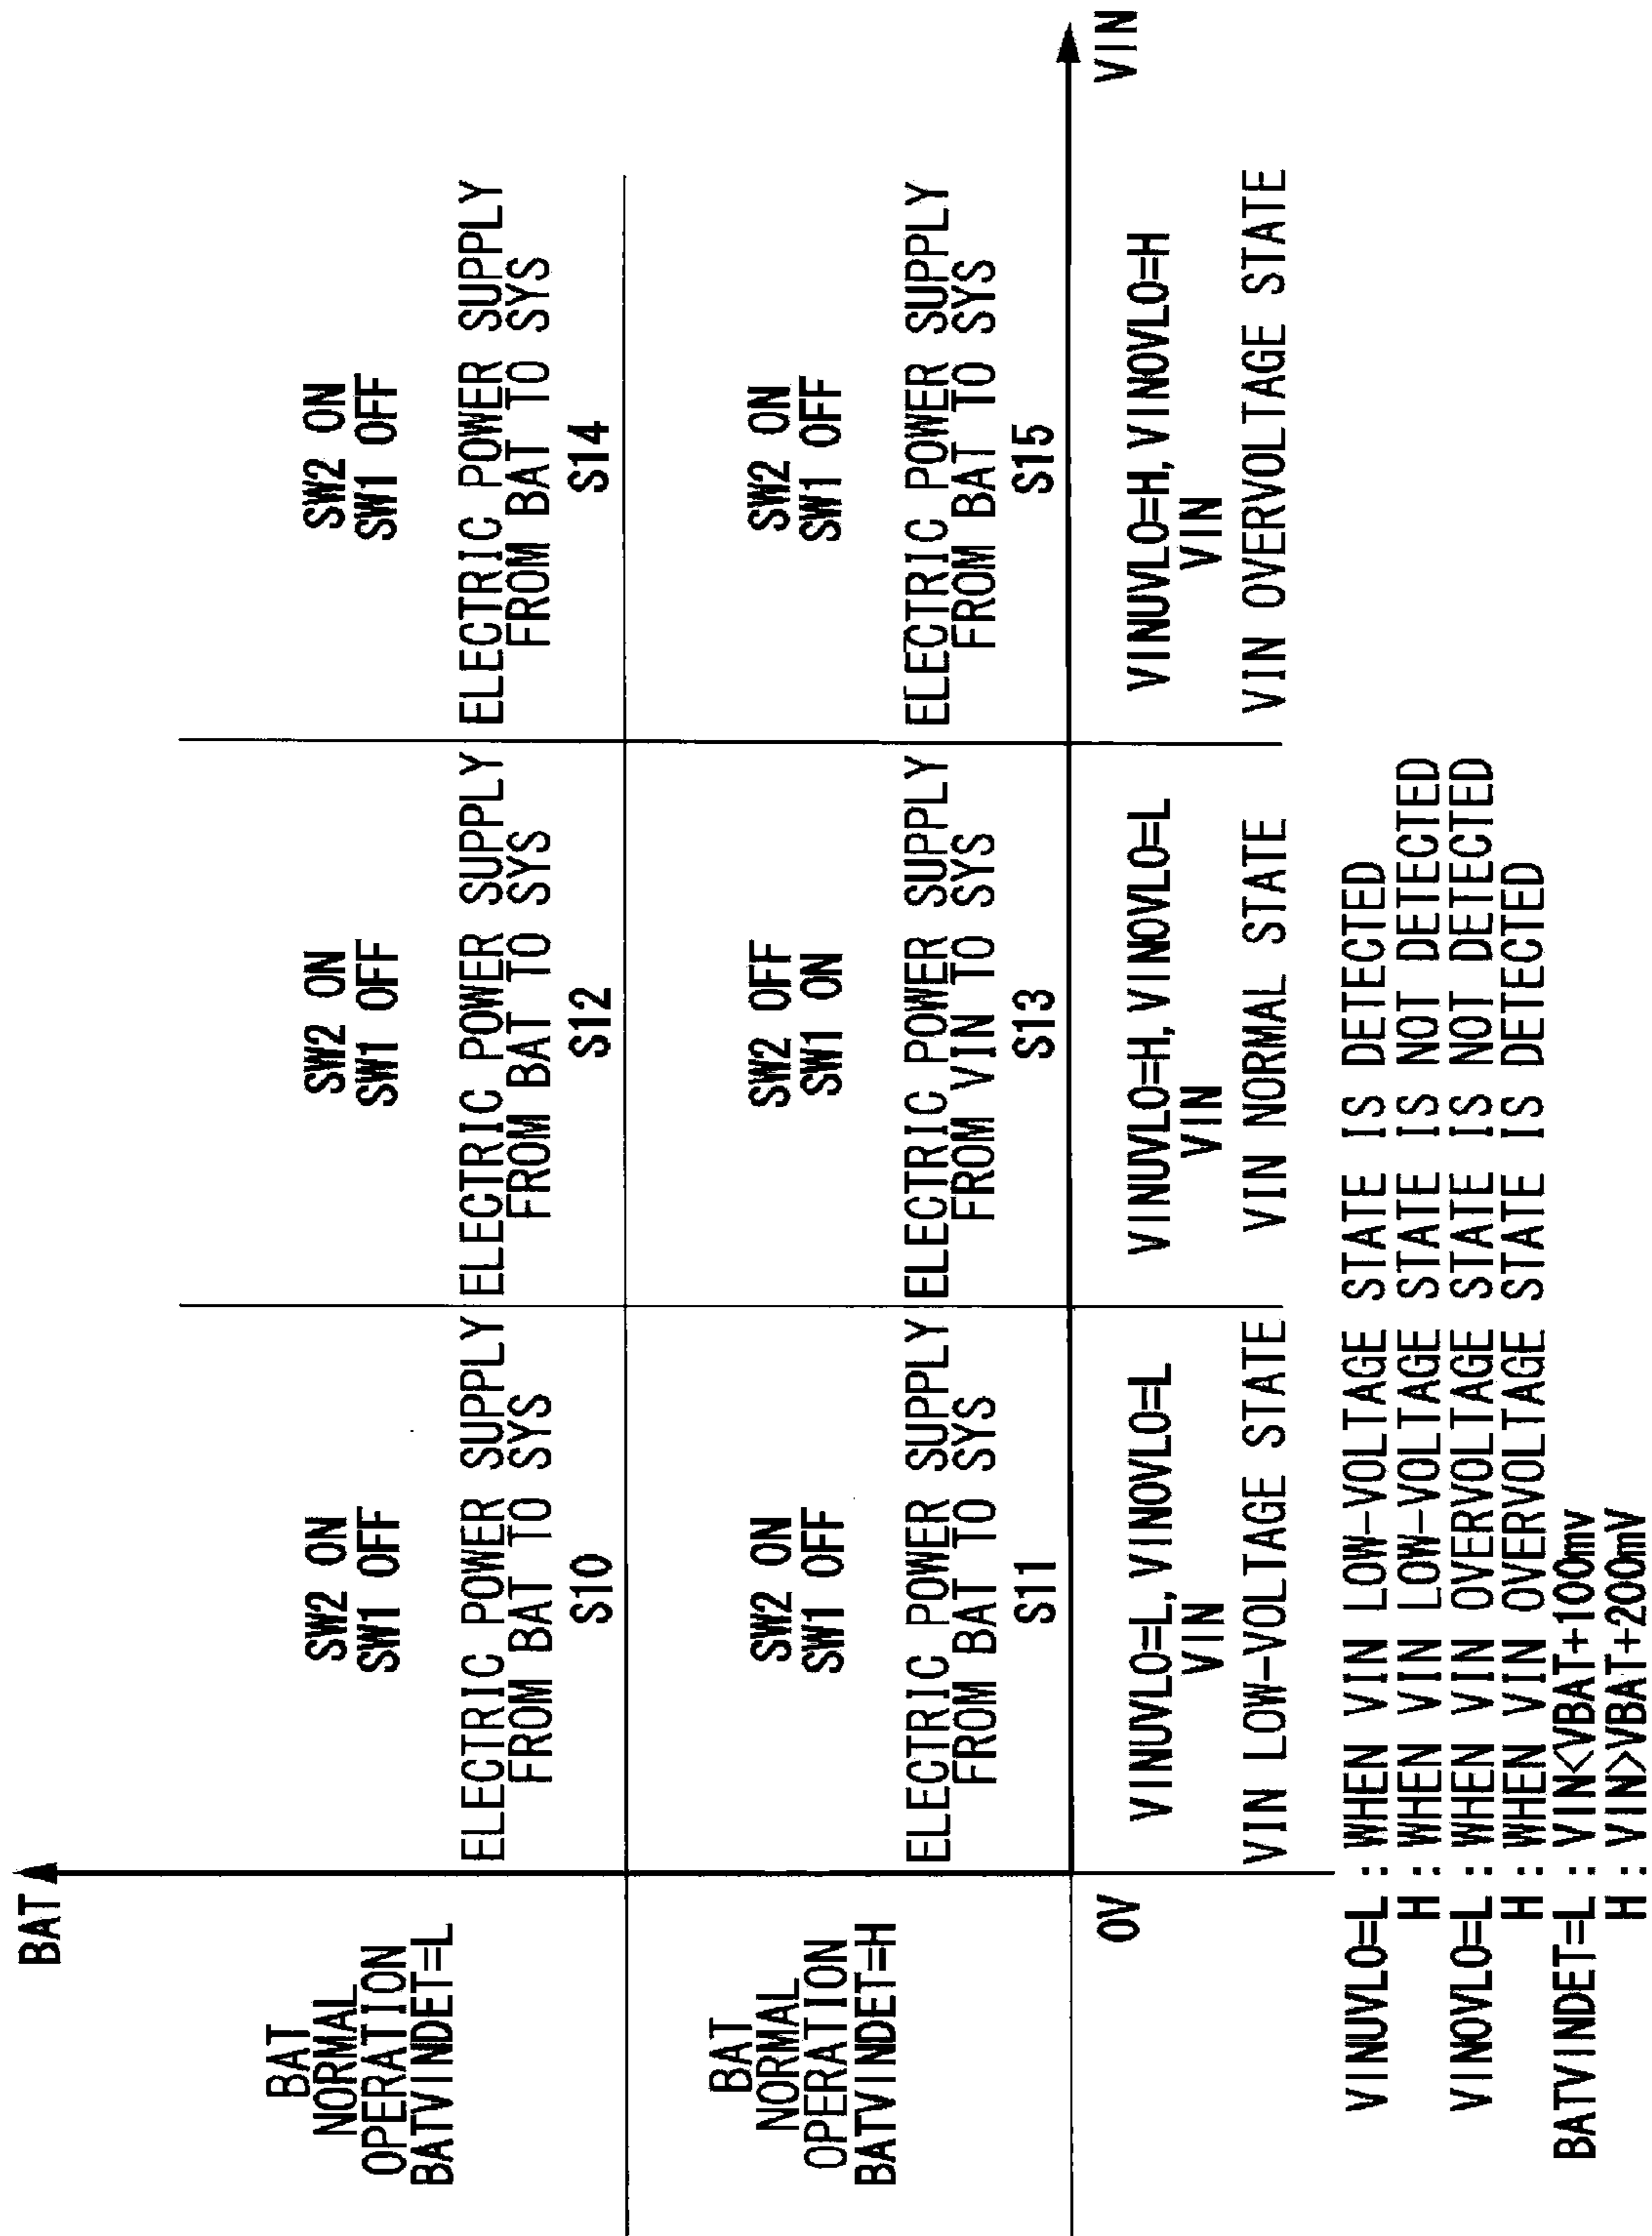 BAT
BAT
NORMAL
OPERATION
BATVINDET=L
SW2 ON
SW1 OFF
ELECTRIC POWER SUPPLY
FROM BAT TO SYS
S10
SW2 ON
SW1 OFF
ELECTRIC POWER SUPPLY
FROM BAT TO SYS
S12
SW2 ON
SW1 OFF
ELECTRIC POWER SUPPLY
FROM BAT TO SYS
S14
BAT
NORMAL
OPERATION
BATVINDET=H
SW2 ON
SW1 OFF
ELECTRIC POWER SUPPLY
FROM BAT TO SYS
S11
SW2 OFF
SW1 ON
ELECTRIC POWER SUPPLY
FROM VIN TO SYS
S13
SW2 ON
SW1 OFF
ELECTRIC POWER SUPPLY
FROM BAT TO SYS
S15
0V
VIN
VINUVLO=L, VINOVLO=L
VIN
VIN LOW-VOLTAGE STATE
VINUVLO=H, VINOVLO=L
VIN
VIN NORMAL STATE
VINUVLO=H, VINOVLO=H
VIN
VIN OVERVOLTAGE STATE
VINUVLO=L : WHEN VIN LOW-VOLTAGE STATE IS DETECTED
H : WHEN VIN LOW-VOLTAGE STATE IS NOT DETECTED
VINOVLO=L : WHEN VIN OVERVOLTAGE STATE IS NOT DETECTED
H : WHEN VIN OVERVOLTAGE STATE IS DETECTED
BATVINDET=L : VIN<VBAT+100mv
H : VIN>VBAT+200mV